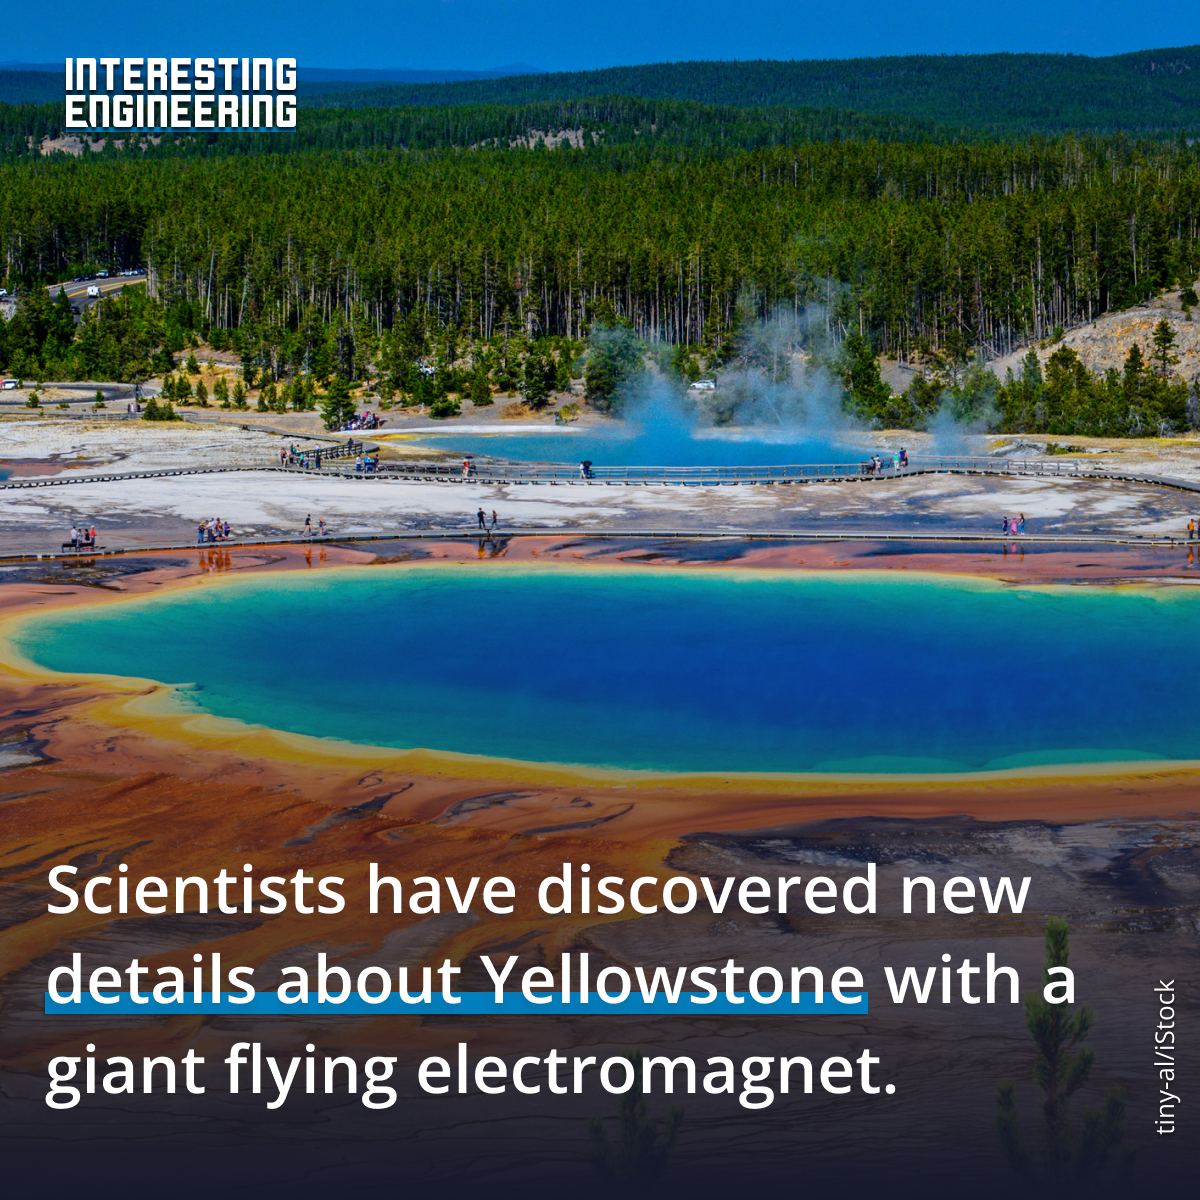 INTERESTING
ENGINEERING
Scientists have discovered new
details about Yellowstone with a
giant flying electromagnet.
tiny-al/iStock